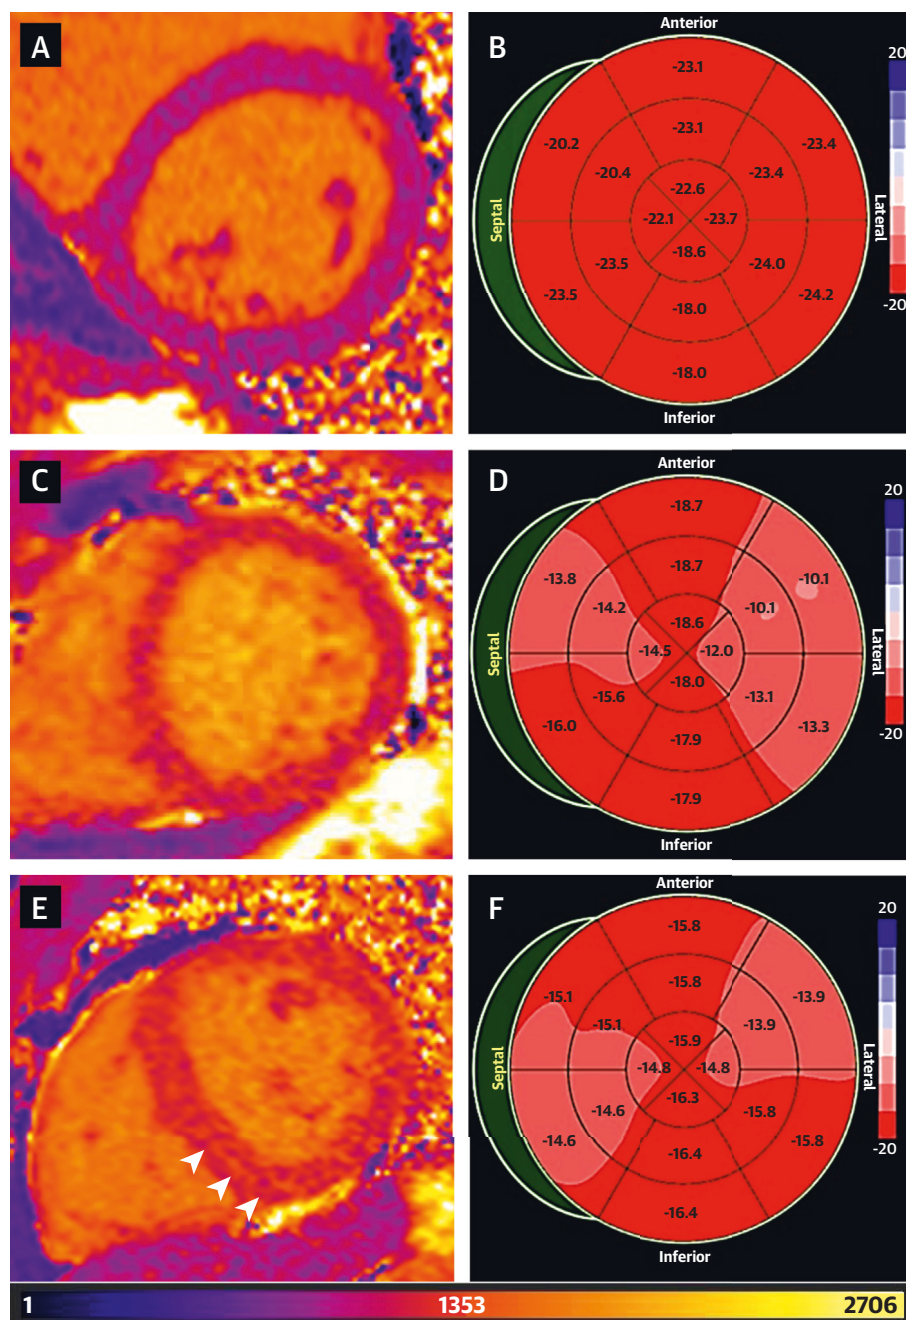 A
B
Anterior
20
-23.1
-20.2
-23.4
-23.1
-20.4
-23.4
-22.6
Septal
-22.1
-23.7
Lateral
-18.6
-23.5
-24.0
-23.5
-24.2
-18.0
-20
-18.0
Inferior
C
D
Anterior
20
-18.7
-18.7
-13.8
-10.1
-14.2
-10.1
-18.6
Septal
-14.5
-12.0
Lateral
-18.0
-15.6
-13.1
-16.0
-13.3
-17.9
-20
-17.9
Inferior
E
F
Anterior
20
-15.8
-15.8
-15.1
-13.9
-15.1
-13.9
-15.9
Septal
-14.8
-14.8
Lateral
-16.3
-14.6
-15.8
-14.6
-15.8
-16.4
-20
-16.4
Inferior
1 1353 2706